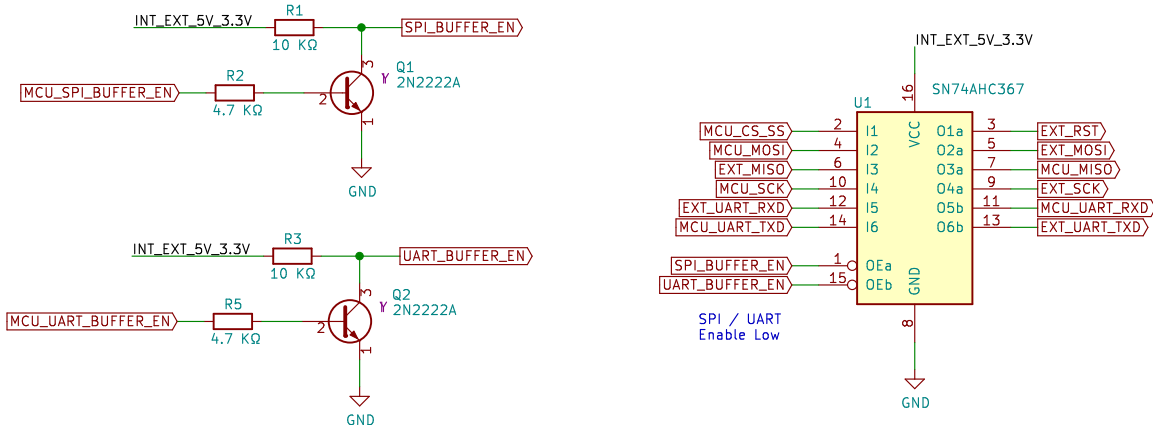 R1
INT_EXT_5V_3.3V
SPI_BUFFER_EN
10 KΩ
3
Q1
2N2222A
R2
MCU_SPI_BUFFER_EN
2
4.7 KΩ
1
GND
R3
INT_EXT_5V_3.3V
UART_BUFFER_EN
10 KΩ
3
Q2
2N2222A
R5
MCU_UART_BUFFER_EN
2
4.7 KΩ
1
GND
INT_EXT_5V_3.3V
16
SN74AHC367
U1
VCC
MCU_CS_SS 2 I1 O1a 3 EXT_RST
MCU_MOSI 4 I2 O2a 5 EXT_MOSI
EXT_MISO 6 I3 O3a 7 MCU_MISO
MCU_SCK 10 I4 O4a 9 EXT_SCK
EXT_UART_RXD 12 I5 O5b 11 MCU_UART_RXD
MCU_UART_TXD 14 I6 O6b 13 EXT_UART_TXD
SPI_BUFFER_EN 1 OEa
UART_BUFFER_EN 15 OEb
GND
SPI / UART
Enable Low
8
GND